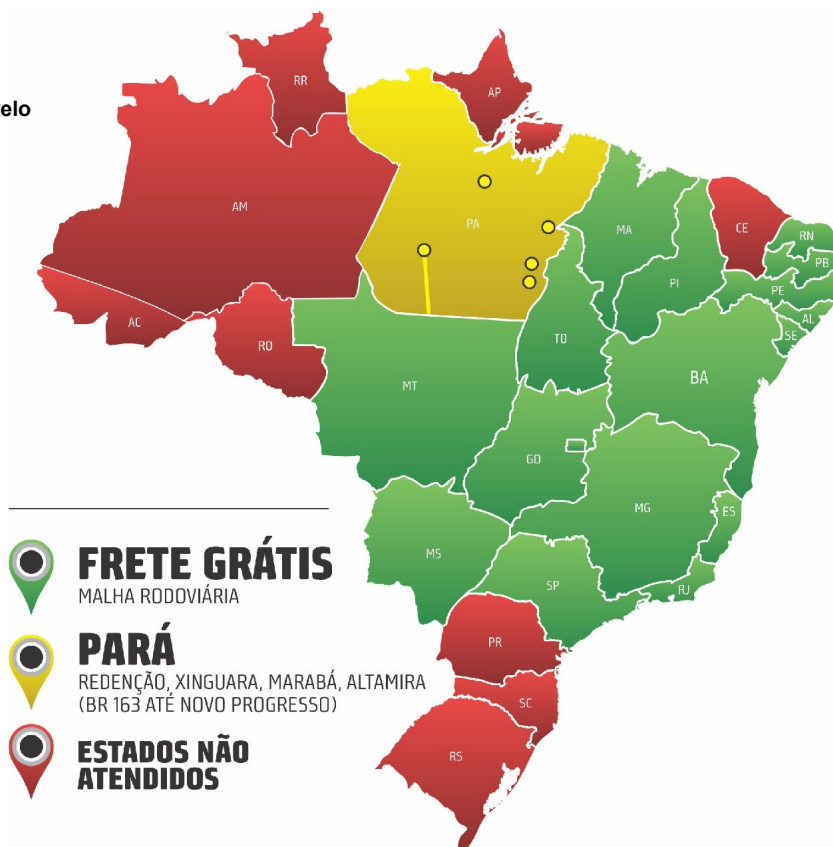 RR
AP
elo
AM
PA
MA
CE
RN
PB
PI
PE
AL
SE
AC
RO
TO
MT
BA
GO
MG
ES
MS
SP
RJ
PR
SC
RS
FRETE GRÁTIS
MALHA RODOVIÁRIA
PARÁ
REDENÇÃO, XINGUARA, MARABÁ, ALTAMIRA
(BR 163 ATÉ NOVO PROGRESSO)
ESTADOS NÃO
ATENDIDOS